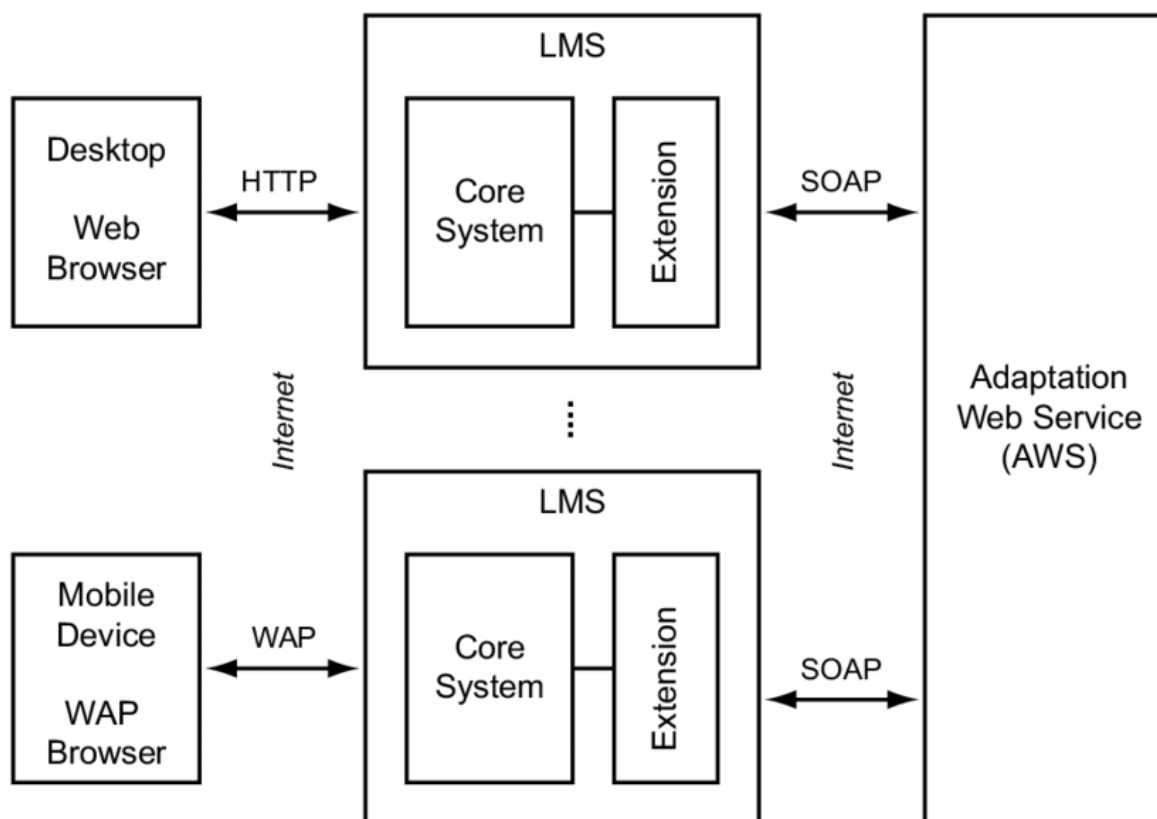 LMS
Desktop
Web
Browser
HTTP
Core
System
Extension
SOAP
Internet
Internet
Adaptation
Web Service
(AWS)
LMS
Mobile
Device
WAP
Browser
WAP
Core
System
Extension
SOAP